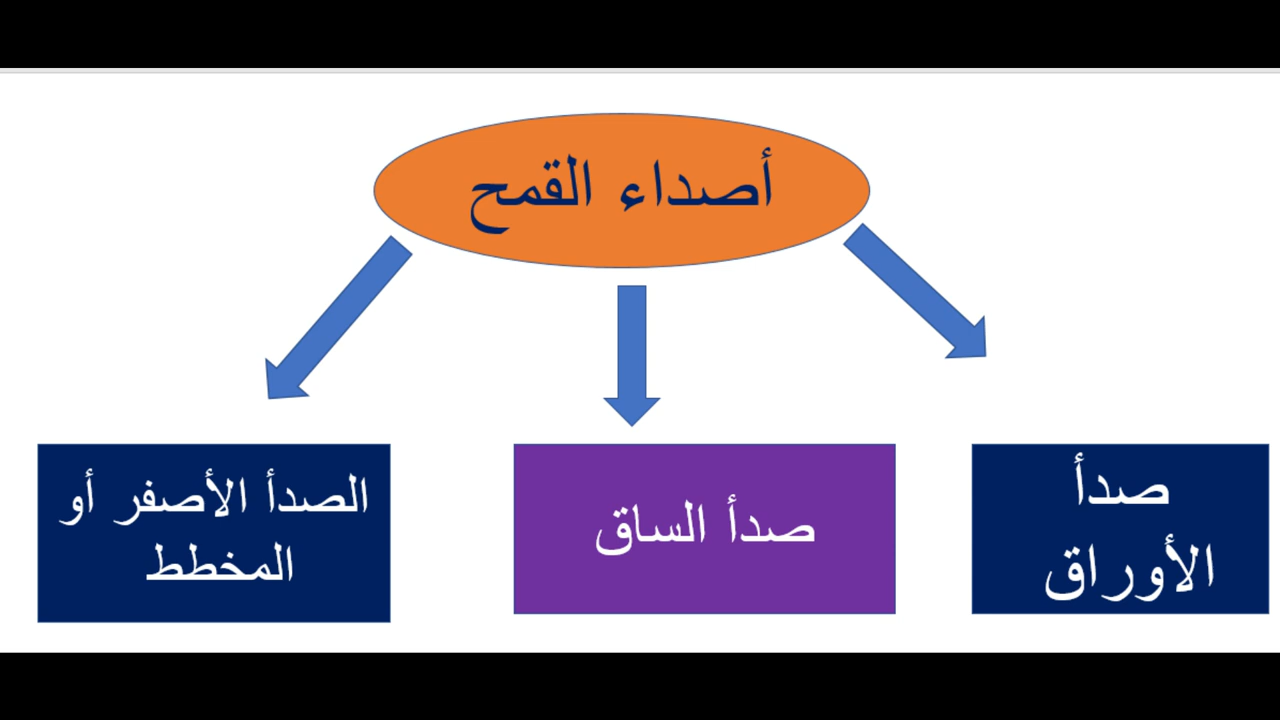 أصداء القمح
صدأ
الأوراق
صدأ الساق
الصدأ الأصفر أو
المخطط